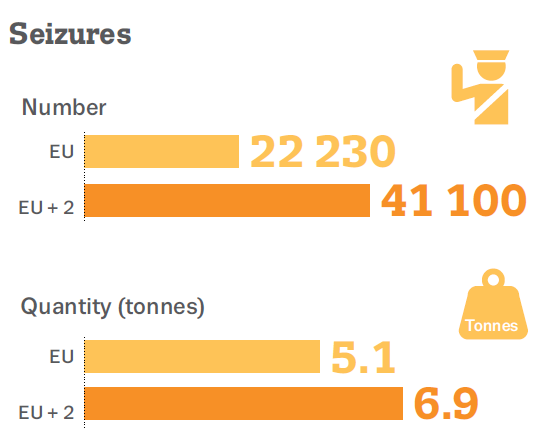 Seizures
Number
EU
22 230
EU + 2
41 100
Quantity (tonnes)
Tonnes
EU
5.1
EU + 2
6.9